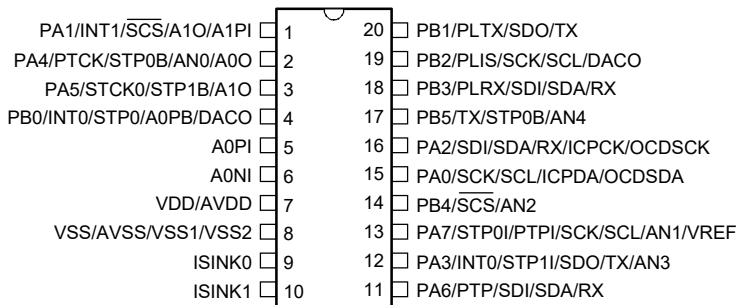 PA1/INT1/SCS/A1O/A1PI 1 20 PB1/PLTX/SDO/TX
PA4/PTCK/STP0B/AN0/A0O 2 19 PB2/PLIS/SCK/SCL/DACO
PA5/STCK0/STP1B/A1O 3 18 PB3/PLRX/SDI/SDA/RX
PB0/INT0/STP0/A0PB/DACO 4 17 PB5/TX/STP0B/AN4
A0PI 5 16 PA2/SDI/SDA/RX/ICPCK/OCDSCK
A0NI 6 15 PA0/SCK/SCL/ICPDA/OCDSDA
VDD/AVDD 7 14 PB4/SCS/AN2
VSS/AVSS/VSS1/VSS2 8 13 PA7/STP0I/PTPI/SCK/SCL/AN1/VREF
ISINK0 9 12 PA3/INT0/STP1I/SDO/TX/AN3
ISINK1 10 11 PA6/PTP/SDI/SDA/RX